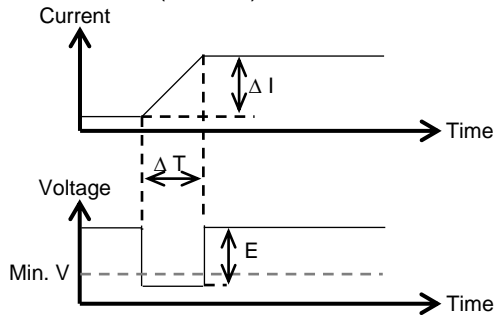 Current
Δ I
Time
Δ T
Voltage
E
Min. V
Time